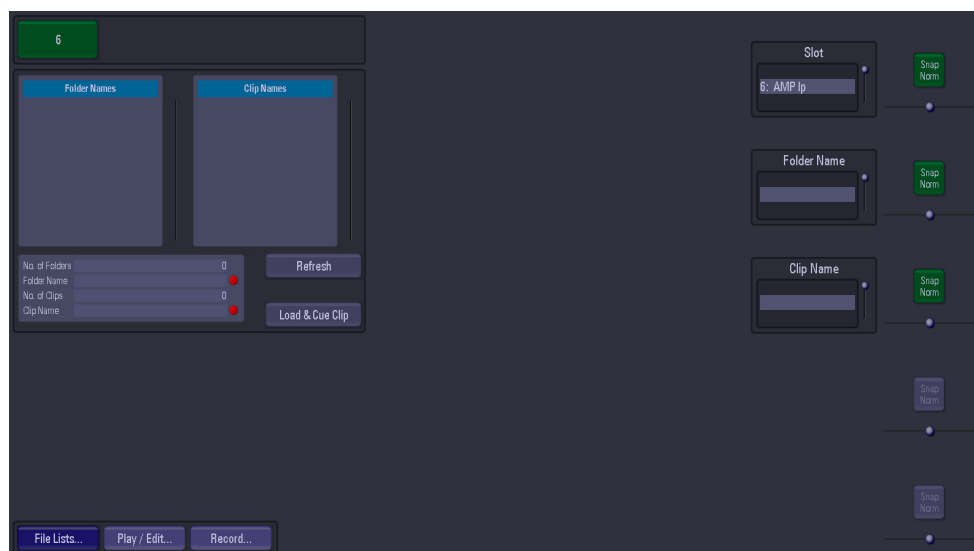 6
Folder Names
Clip Names
No. of Folders 0
Folder Name
No. of Clips 0
Clip Name
Refresh
Load & Cue Clip
Slot
6: AMP Ip
Snap
Norm
Folder Name
Snap
Norm
Clip Name
Snap
Norm
Snap
Norm
Snap
Norm
File Lists...
Play / Edit...
Record...